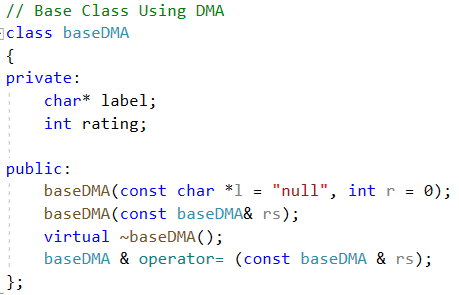 // Base Class Using DMA
class baseDMA
{
private:
    char* label;
    int rating;

public:
    baseDMA(const char *l = "null", int r = 0);
    baseDMA(const baseDMA& rs);
    virtual ~baseDMA();
    baseDMA & operator= (const baseDMA & rs);
};